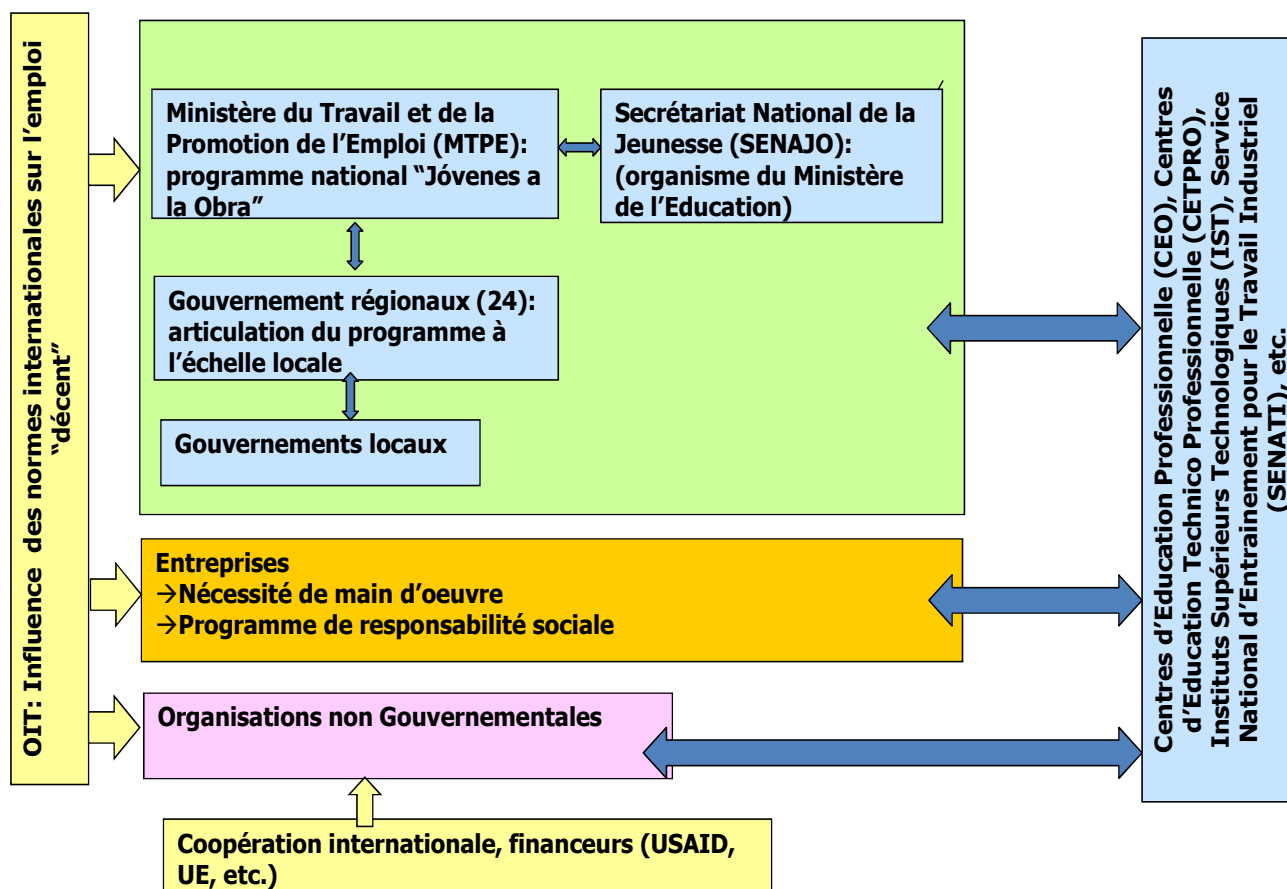 OIT: Influence des normes internationales sur l’emploi
“décent”
Ministère du Travail et de la
Promotion de l’Emploi (MTPE):
programme national “Jóvenes a
la Obra”
Secrétariat National de la
Jeunesse (SENAJO):
(organisme du Ministère
de l’Education)
Gouvernement régionaux (24):
articulation du programme à
l’échelle locale
Gouvernements locaux
Entreprises
→Nécessité de main d’oeuvre
→Programme de responsabilité sociale
Organisations non Gouvernementales
Coopération internationale, financeurs (USAID,
UE, etc.)
Centres d’Education Professionnelle (CEO), Centres
d’Education Technico Professionnelle (CETPRO),
Instituts Supérieurs Technologiques (IST), Service
National d’Entrainement pour le Travail Industriel
(SENATI), etc.